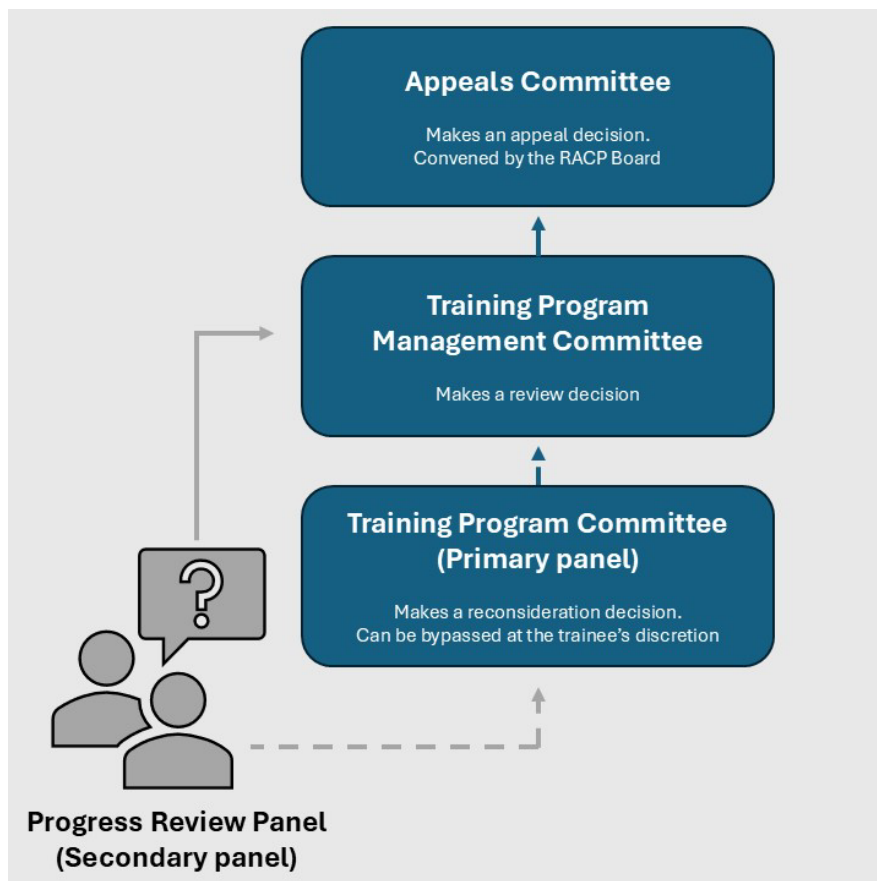 Appeals Committee
Makes an appeal decision.
Convened by the RACP Board
Training Program
Management Committee
Makes a review decision
Training Program Committee
(Primary panel)
Makes a reconsideration decision.
Can be bypassed at the trainee’s discretion
?
Progress Review Panel
(Secondary panel)